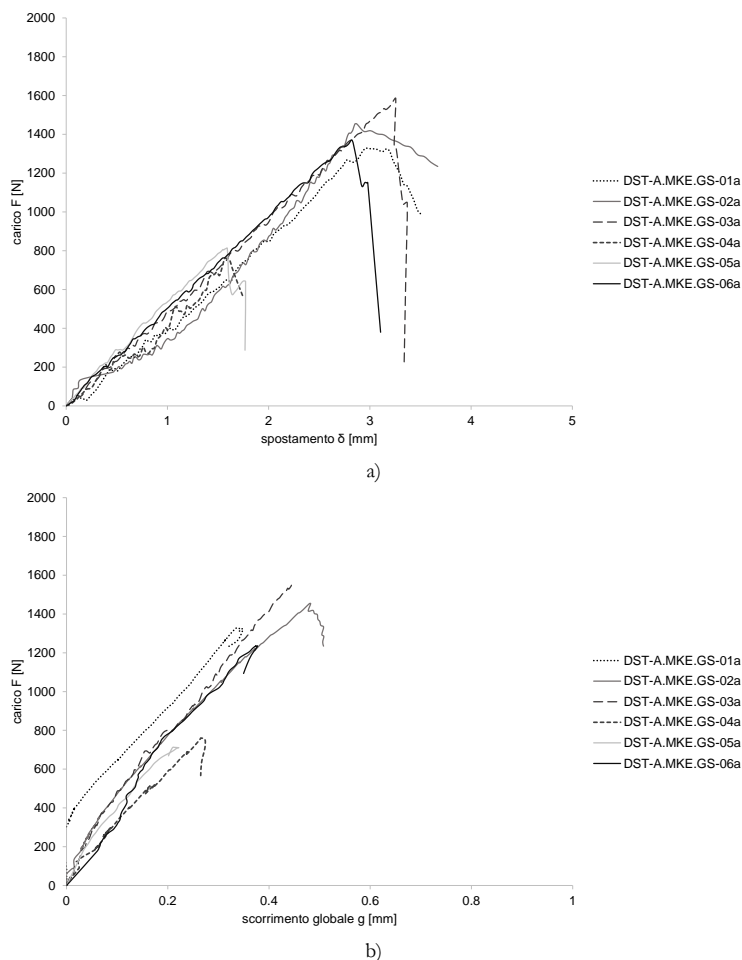 2000
1800
1600
1400
1200
1000
800
600
400
200
0
carico F [N]
0 1 2 3 4 5
spostamento δ [mm]
DST-A.MKE.GS-01a
DST-A.MKE.GS-02a
DST-A.MKE.GS-03a
DST-A.MKE.GS-04a
DST-A.MKE.GS-05a
DST-A.MKE.GS-06a
a)
2000
1800
1600
1400
1200
1000
800
600
400
200
0
carico F [N]
0 0.2 0.4 0.6 0.8 1
scorrimento globale g [mm]
DST-A.MKE.GS-01a
DST-A.MKE.GS-02a
DST-A.MKE.GS-03a
DST-A.MKE.GS-04a
DST-A.MKE.GS-05a
DST-A.MKE.GS-06a
b)